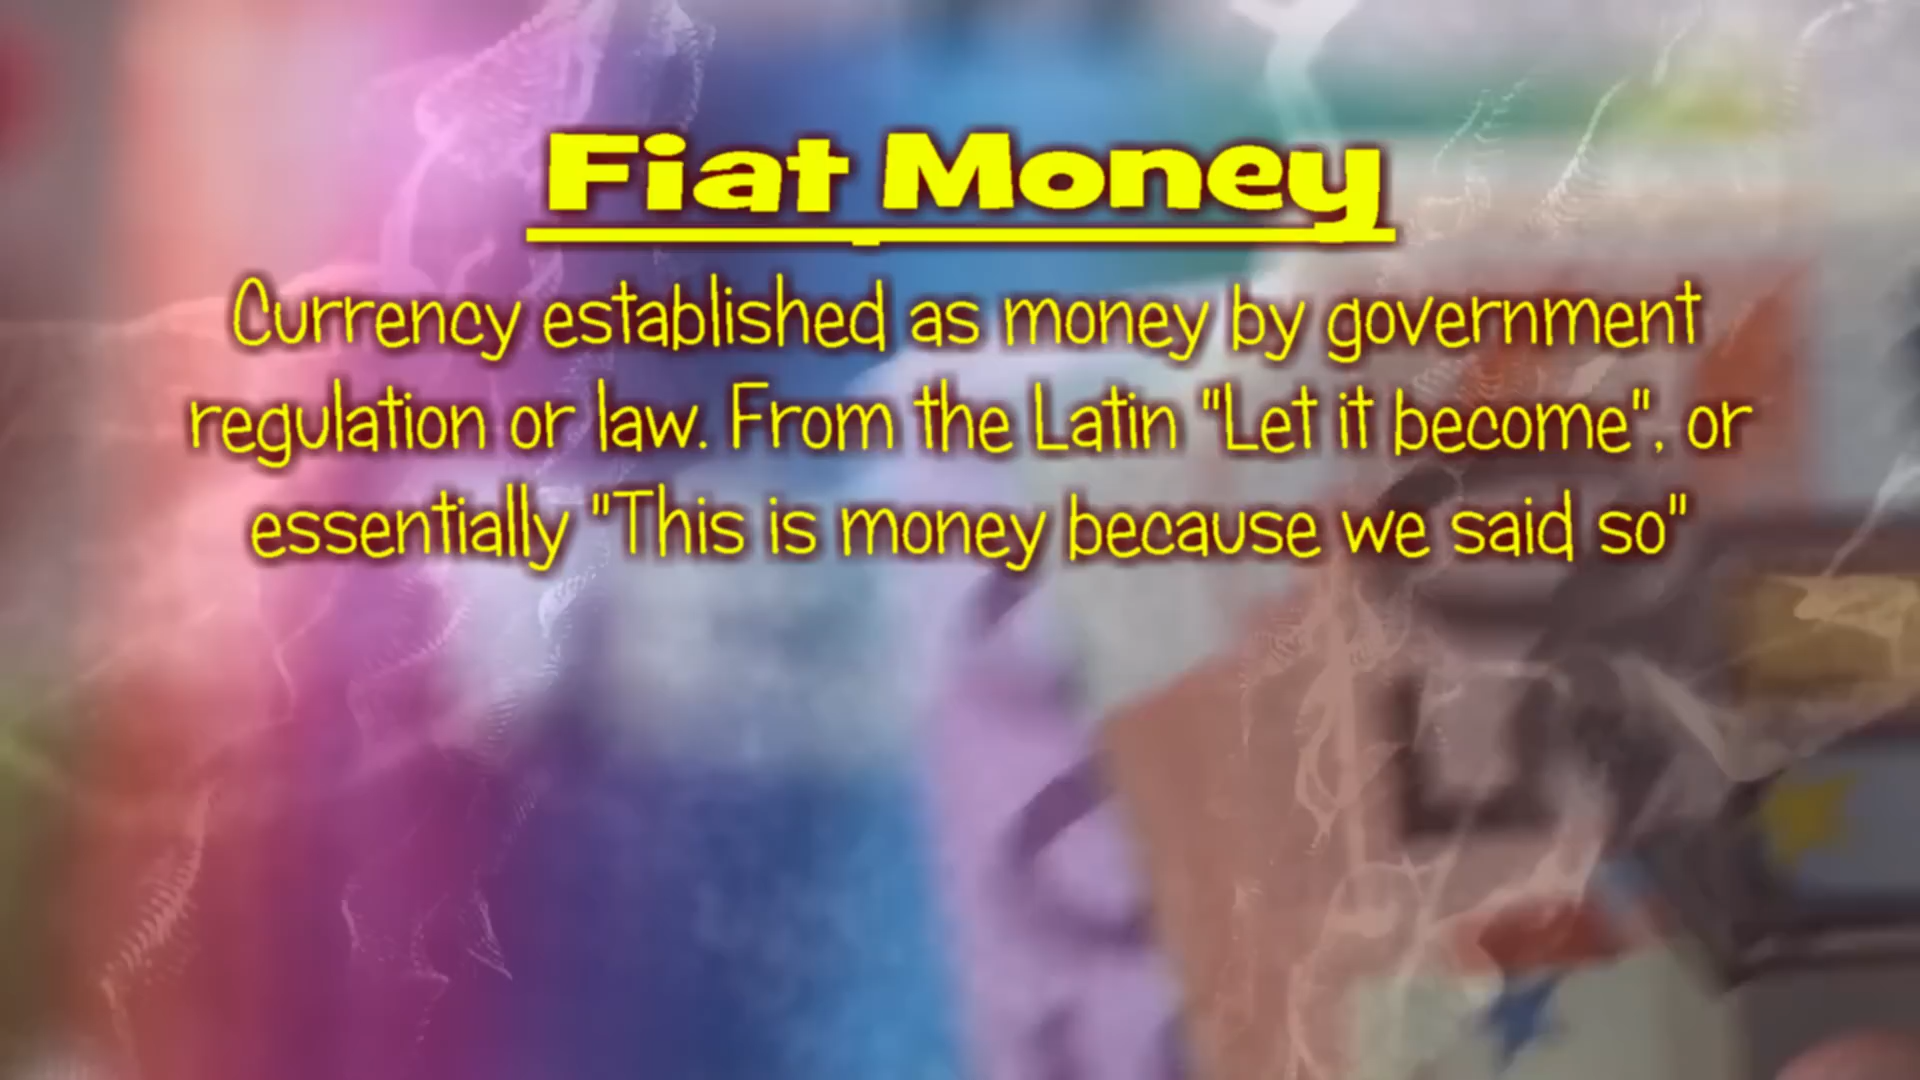 Fiat Money
Currency established as money by government
regulation or law. From the Latin "Let it become", or
essentially "This is money because we said so"